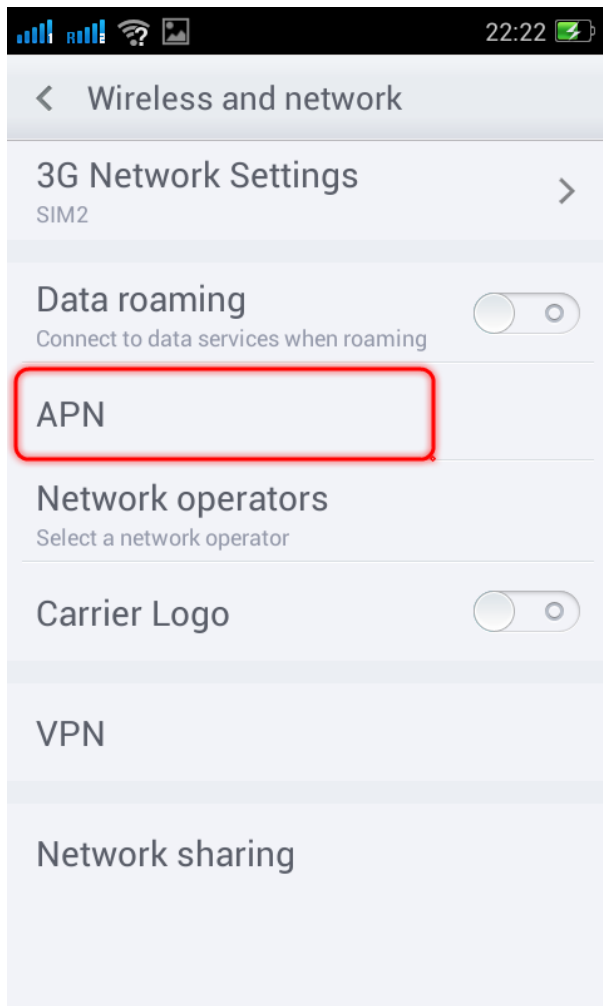 22:22
Wireless and network
3G Network Settings
SIM2
Data roaming
Connect to data services when roaming
APN
Network operators
Select a network operator
Carrier Logo
VPN
Network sharing